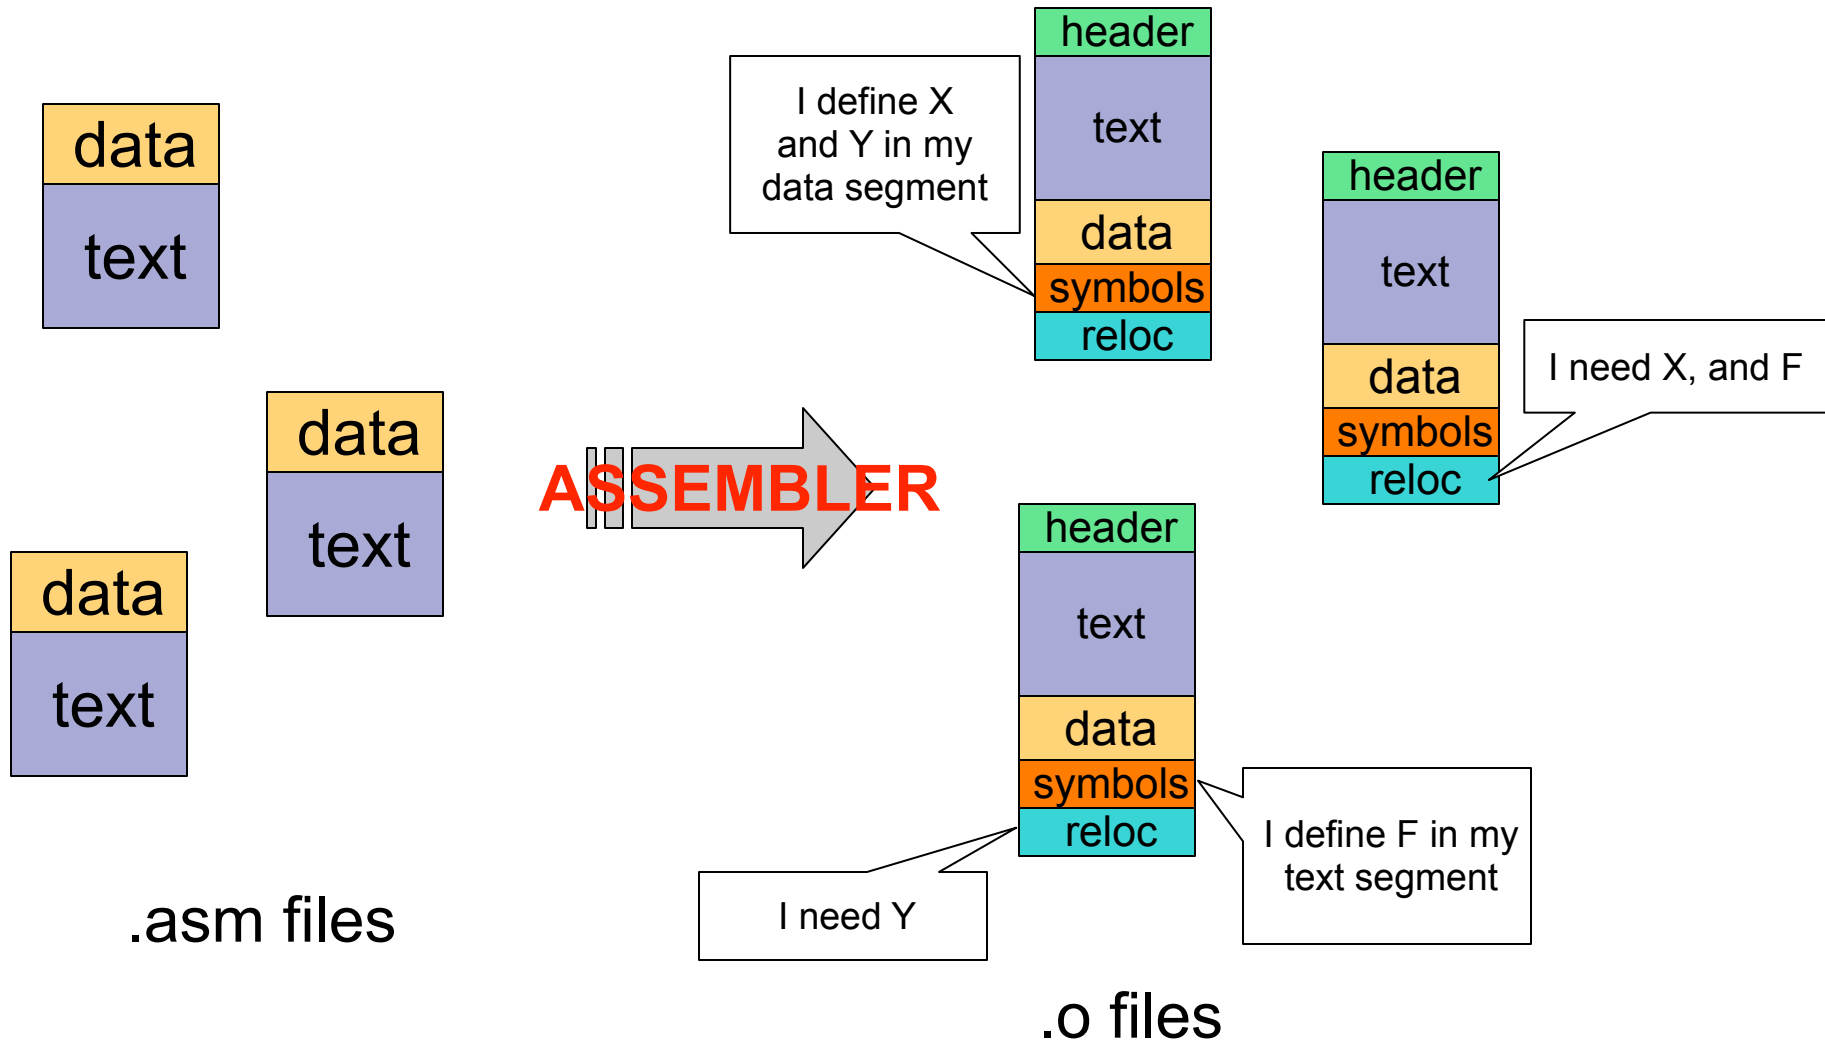 data
text
data
text
data
text
.asm files
ASSEMBLER
I define X
and Y in my
data segment
header
text
data
symbols
reloc
header
text
data
symbols
reloc
I need X, and F
header
text
data
symbols
reloc
I need Y
I define F in my
text segment
.o files